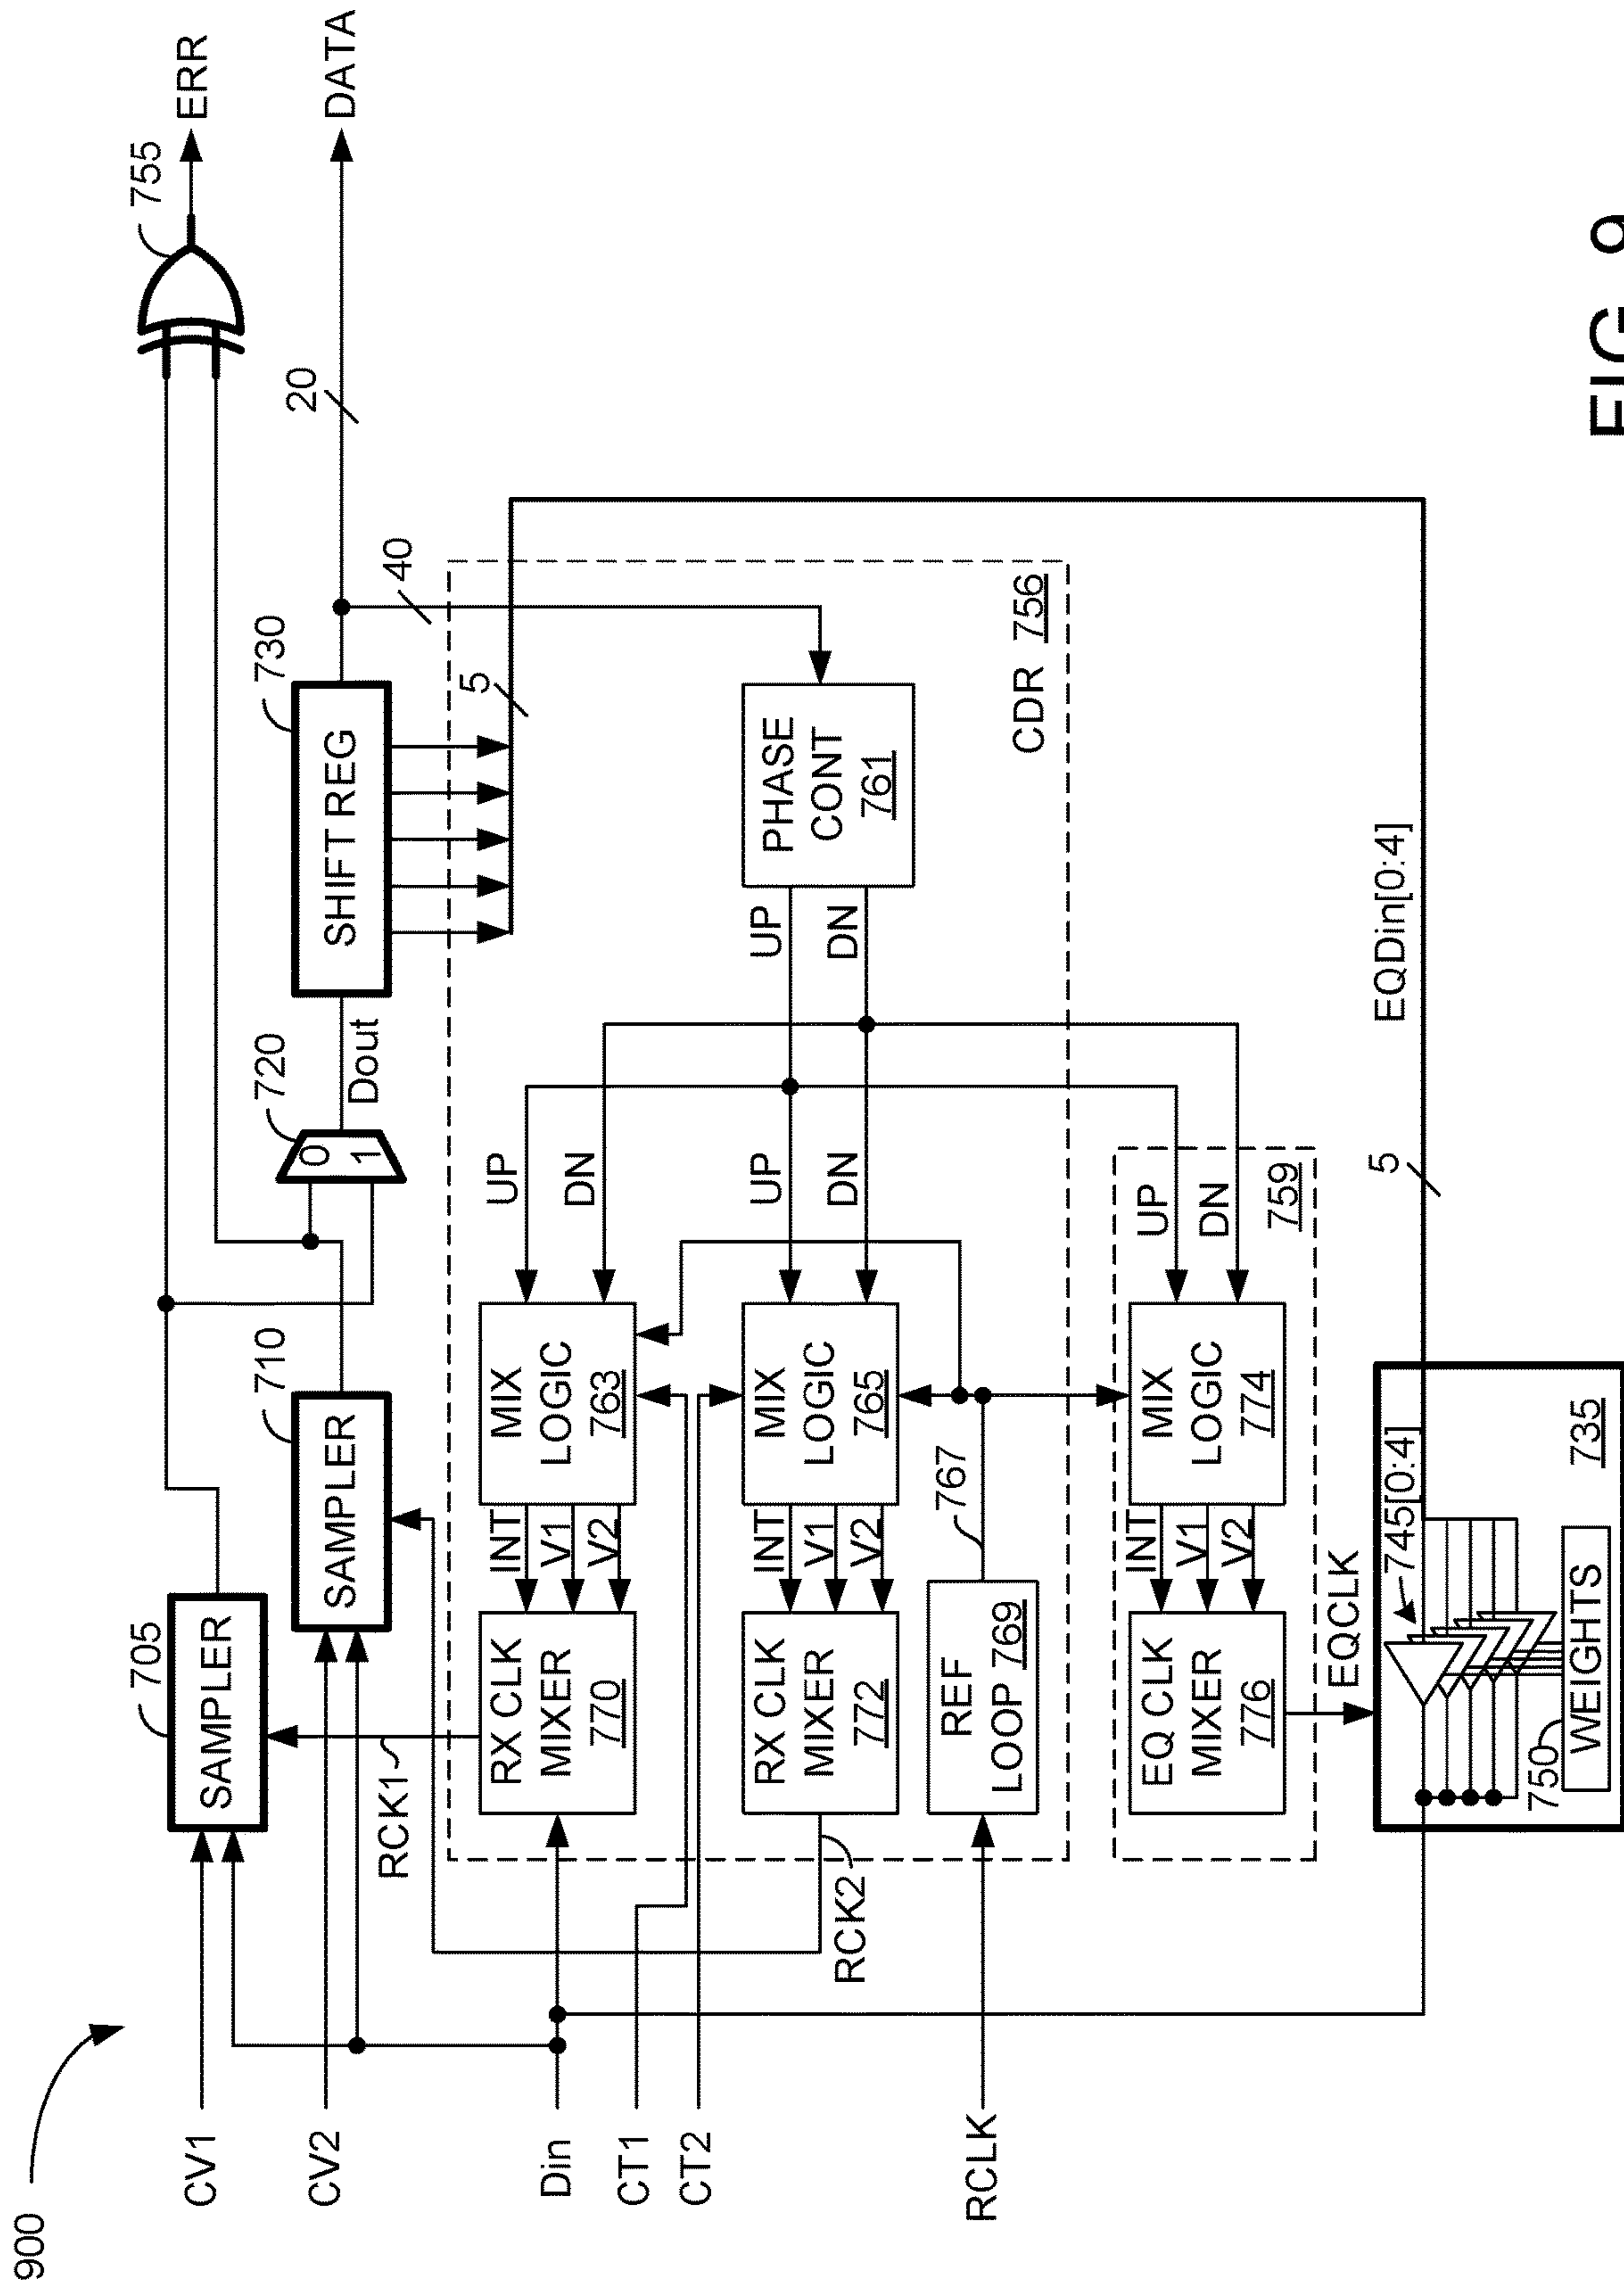 900
CV1
CV2
Din
CT1
CT2
RCLK
705
SAMPLER
710
SAMPLER
720
0
1
Dout
730
SHIFT REG
755
ERR
20
DATA
40
5
RCK1
RCK2
RX CLK
MIXER
770
INT
V1
V2
MIX
LOGIC
763
UP
DN
RX CLK
MIXER
772
INT
V1
V2
MIX
LOGIC
765
UP
DN
UP
DN
PHASE
CONT
761
CDR 756
REF
LOOP 769
767
EQ CLK
MIXER
776
INT
V1
V2
MIX
LOGIC
774
UP
DN
759
EQCLK
745[0:4]
750
WEIGHTS
735
5
EQDin[0:4]
FIG. 9